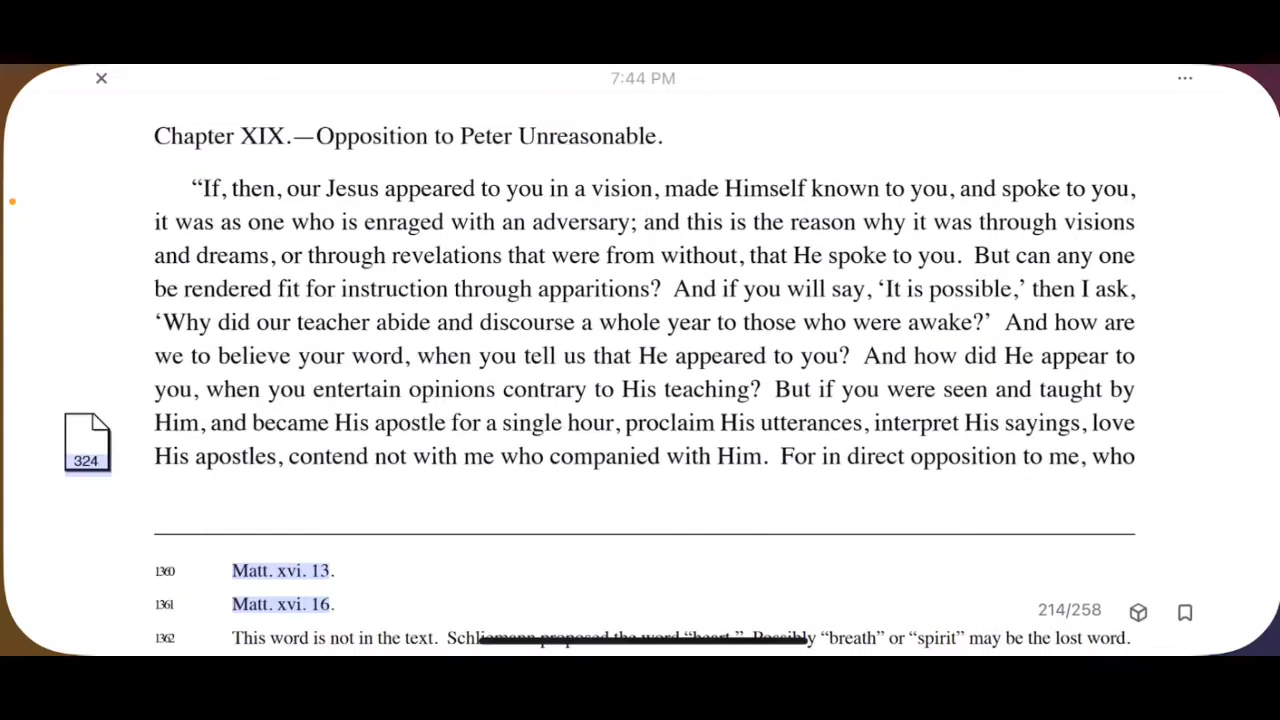 7:44 PM
Chapter XIX.—Opposition to Peter Unreasonable.
“If, then, our Jesus appeared to you in a vision, made Himself known to you, and spoke to you,
it was as one who is enraged with an adversary; and this is the reason why it was through visions
and dreams, or through revelations that were from without, that He spoke to you.  But can any one
be rendered fit for instruction through apparitions?  And if you will say, ‘It is possible,’ then I ask,
‘Why did our teacher abide and discourse a whole year to those who were awake?’  And how are
we to believe your word, when you tell us that He appeared to you?  And how did He appear to
you, when you entertain opinions contrary to His teaching?  But if you were seen and taught by
Him, and became His apostle for a single hour, proclaim His utterances, interpret His sayings, love
His apostles, contend not with me who companied with Him.  For in direct opposition to me, who
324
1360 Matt. xvi. 13.
1361 Matt. xvi. 16.
214/258
1362 This word is not in the text.  Schliemann proposed the word “heart.”  Possibly “breath” or “spirit” may be the lost word.